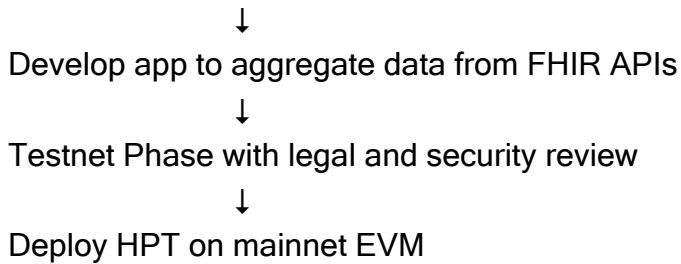 ↓
Develop app to aggregate data from FHIR APIs
↓
Testnet Phase with legal and security review
↓
Deploy HPT on mainnet EVM